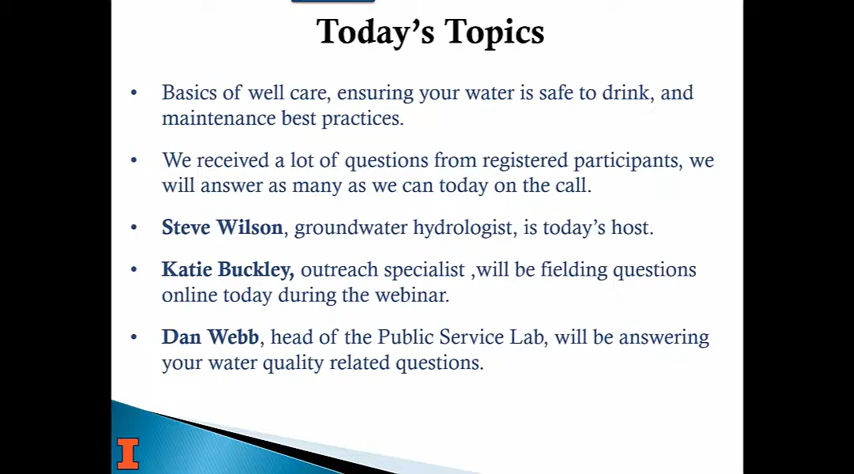 Today's Topics
• Basics of well care, ensuring your water is safe to drink, and
maintenance best practices.
• We received a lot of questions from registered participants, we
will answer as many as we can today on the call.
• Steve Wilson, groundwater hydrologist, is today's host.
• Katie Buckley, outreach specialist ,will be fielding questions
online today during the webinar.
• Dan Webb, head of the Public Service Lab, will be answering
your water quality related questions.
I